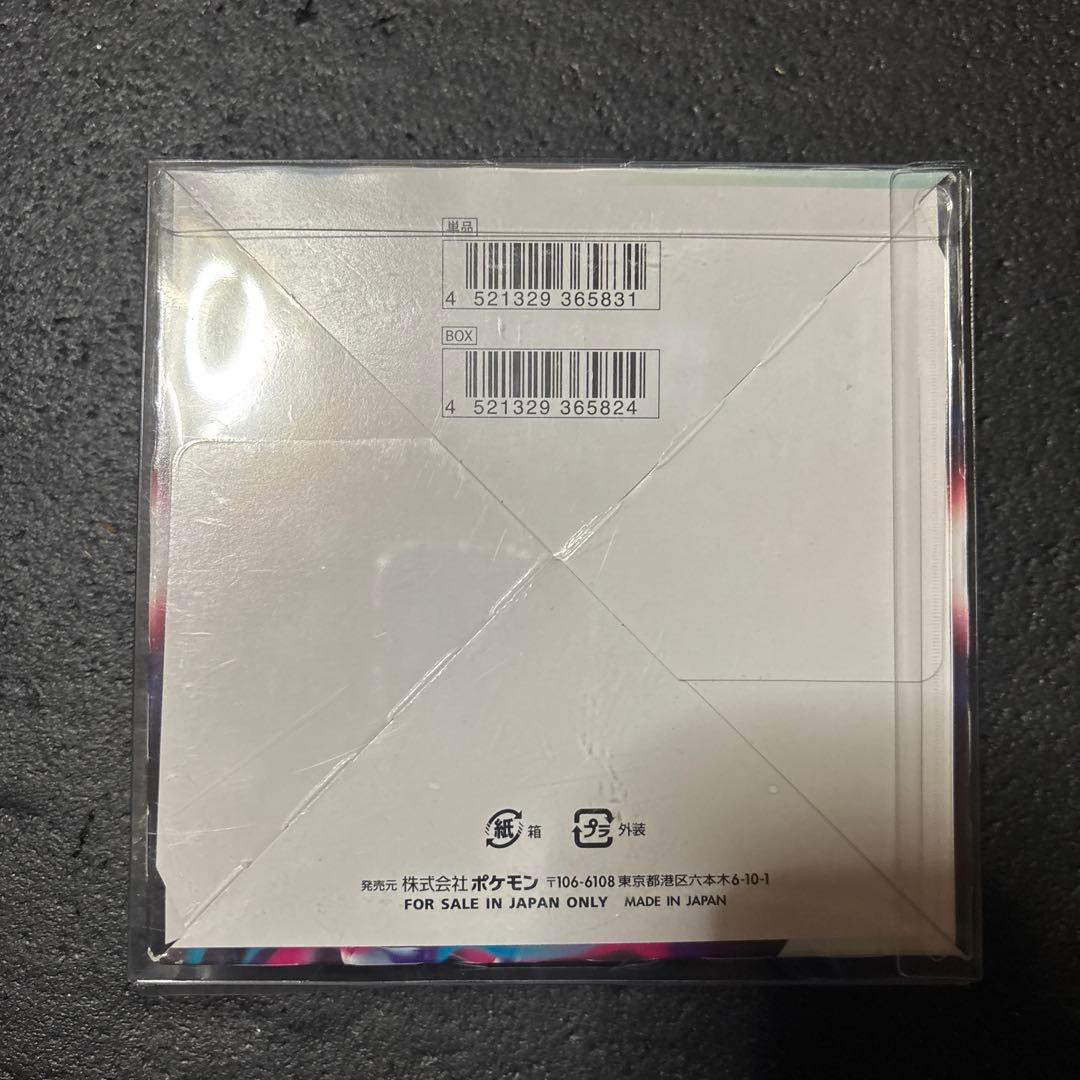 単品
4 521329 365831
BOX
4 521329 365824
紙 箱 プラ 外装
発売元 株式会社ポケモン 〒106-6108 東京都港区六本木6-10-1
FOR SALE IN JAPAN ONLY MADE IN JAPAN